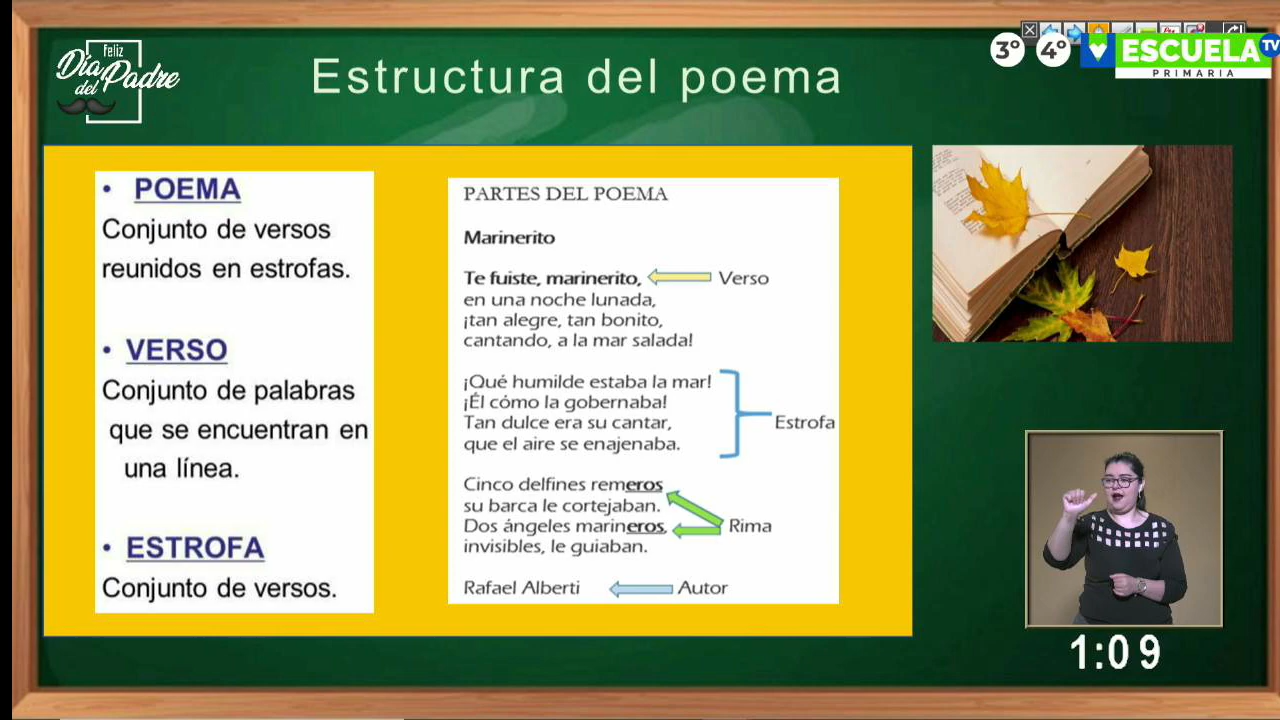 Feliz
Día
del Padre
3º 4º ESCUELA TV
PRIMARIA
Estructura del poema
• POEMA
Conjunto de versos
reunidos en estrofas.
• VERSO
Conjunto de palabras
que se encuentran en
una línea.
• ESTROFA
Conjunto de versos.
PARTES DEL POEMA
Marinerito
Te fuiste, marinerito, Verso
en una noche lunada,
¡tan alegre, tan bonito,
cantando, a la mar salada!
¡Qué humilde estaba la mar!
¡Él cómo la gobernaba!
Tan dulce era su cantar, Estrofa
que el aire se enajenaba.
Cinco delfines remeros
su barca le cortejaban.
Dos ángeles marineros, Rima
invisibles, le guiaban.
Rafael Alberti Autor
1:09